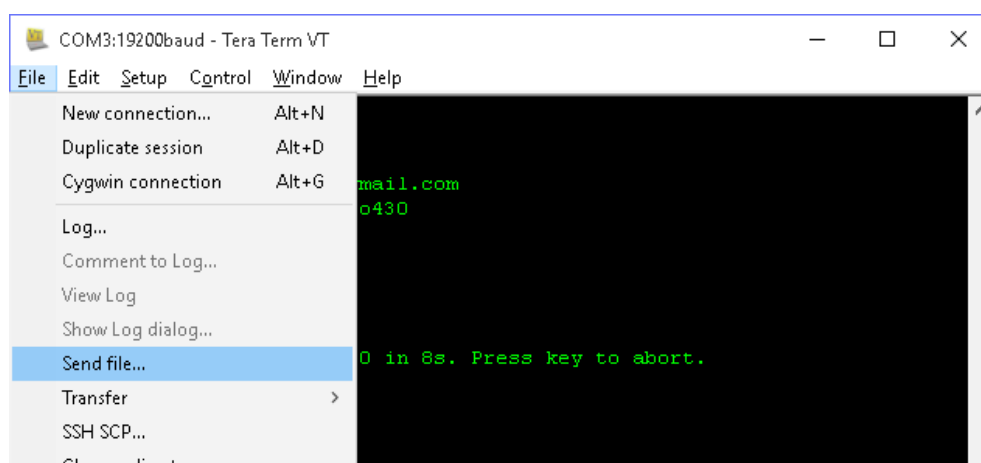 COM3:19200baud - Tera Term VT
File Edit Setup Control Window Help
New connection... Alt+N
Duplicate session Alt+D
Cygwin connection Alt+G
mail.com
o430
Log...
Comment to Log...
View Log
Show Log dialog...
Send file...
0 in 8s. Press key to abort.
Transfer >
SSH SCP...